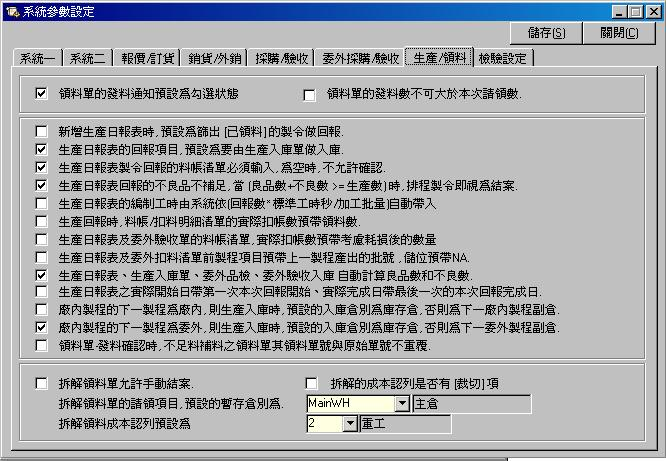 系統參數設定
儲存(S) 關閉(C)
系統一 系統二 報價/訂貨 銷貨/外銷 採購/驗收 委外採購/驗收 生產/領料 檢驗設定
領料單的發料通知預設為勾選狀態 領料單的發料數不可大於本次請領數.
新增生產日報表時,預設為篩出 [已領料] 的製令做回報.
生產日報表的回報項目,預設為要由生產入庫單做入庫.
生產日報表製令回報的料帳清單必須輸入,為空時,不允許確認.
生產日報表回報的不良品不補足,當 (良品數+不良數 >= 生產數) 時,排程製令即視為結案.
生產日報表的編制工時由系統依(回報數* 標準工時秒/加工批量)自動帶入
生產回報時,料帳/扣料明細清單的實際扣帳數預帶領料數.
生產日報表及委外驗收單的料帳清單,實際扣帳數預帶考慮耗損後的數量
生產日報表及委外扣料清單前製程項目預帶上一製程產出的批號 ,儲位預帶NA.
生產日報表、生產入庫單、委外品檢、委外驗收入庫 自動計算良品數和不良數.
生產日報表之實際開始日帶第一次本次回報開始、實際完成日帶最後一次的本次回報完成日.
廠內製程的下一製程為廠內,則生產入庫時,預設的入庫倉別為庫存倉,否則為下一廠內製程副倉.
廠內製程的下一製程為委外,則生產入庫時,預設的入庫倉別為庫存倉,否則為下一委外製程副倉.
領料單-發料確認時,不足料補料之領料單其領料單號與原始單號不重覆.
拆解領料單允許手動結案. 拆解的成本認列是否有 [裁切] 項
拆解領料單的請領項目,預設的暫存倉別為. MainWH 主倉
拆解領料成本認列預設為 2 重工